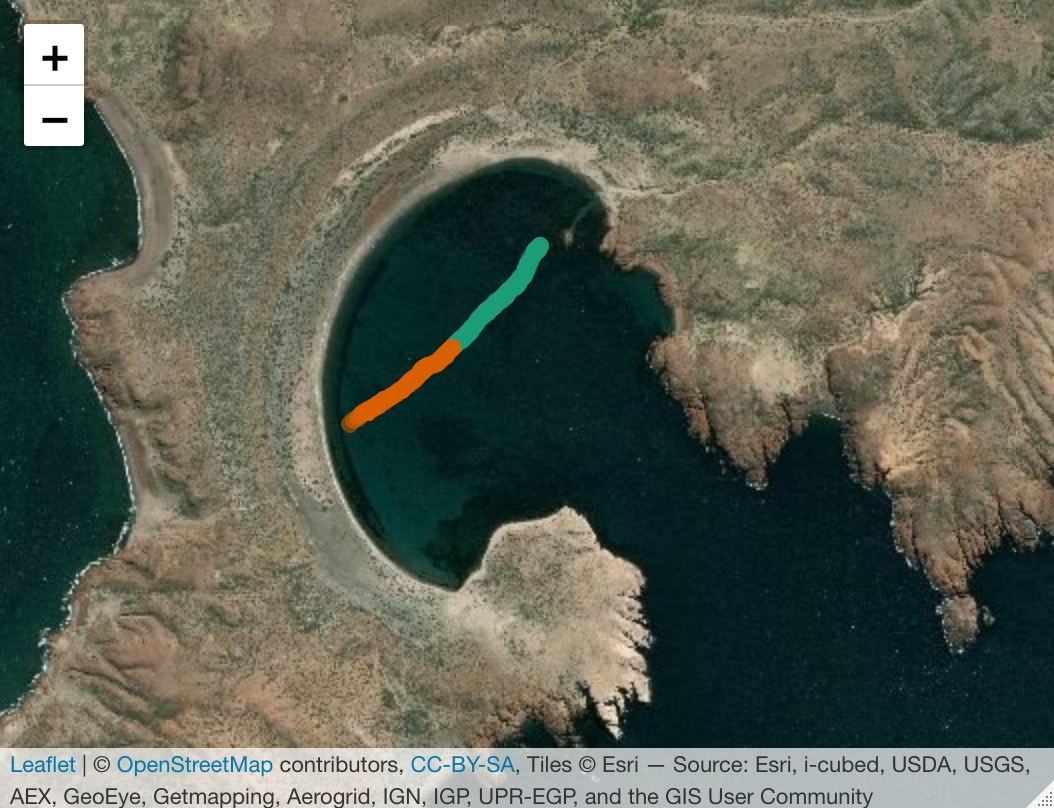 +
−
Leaflet | © OpenStreetMap contributors, CC-BY-SA, Tiles © Esri — Source: Esri, i-cubed, USDA, USGS,
AEX, GeoEye, Getmapping, Aerogrid, IGN, IGP, UPR-EGP, and the GIS User Community